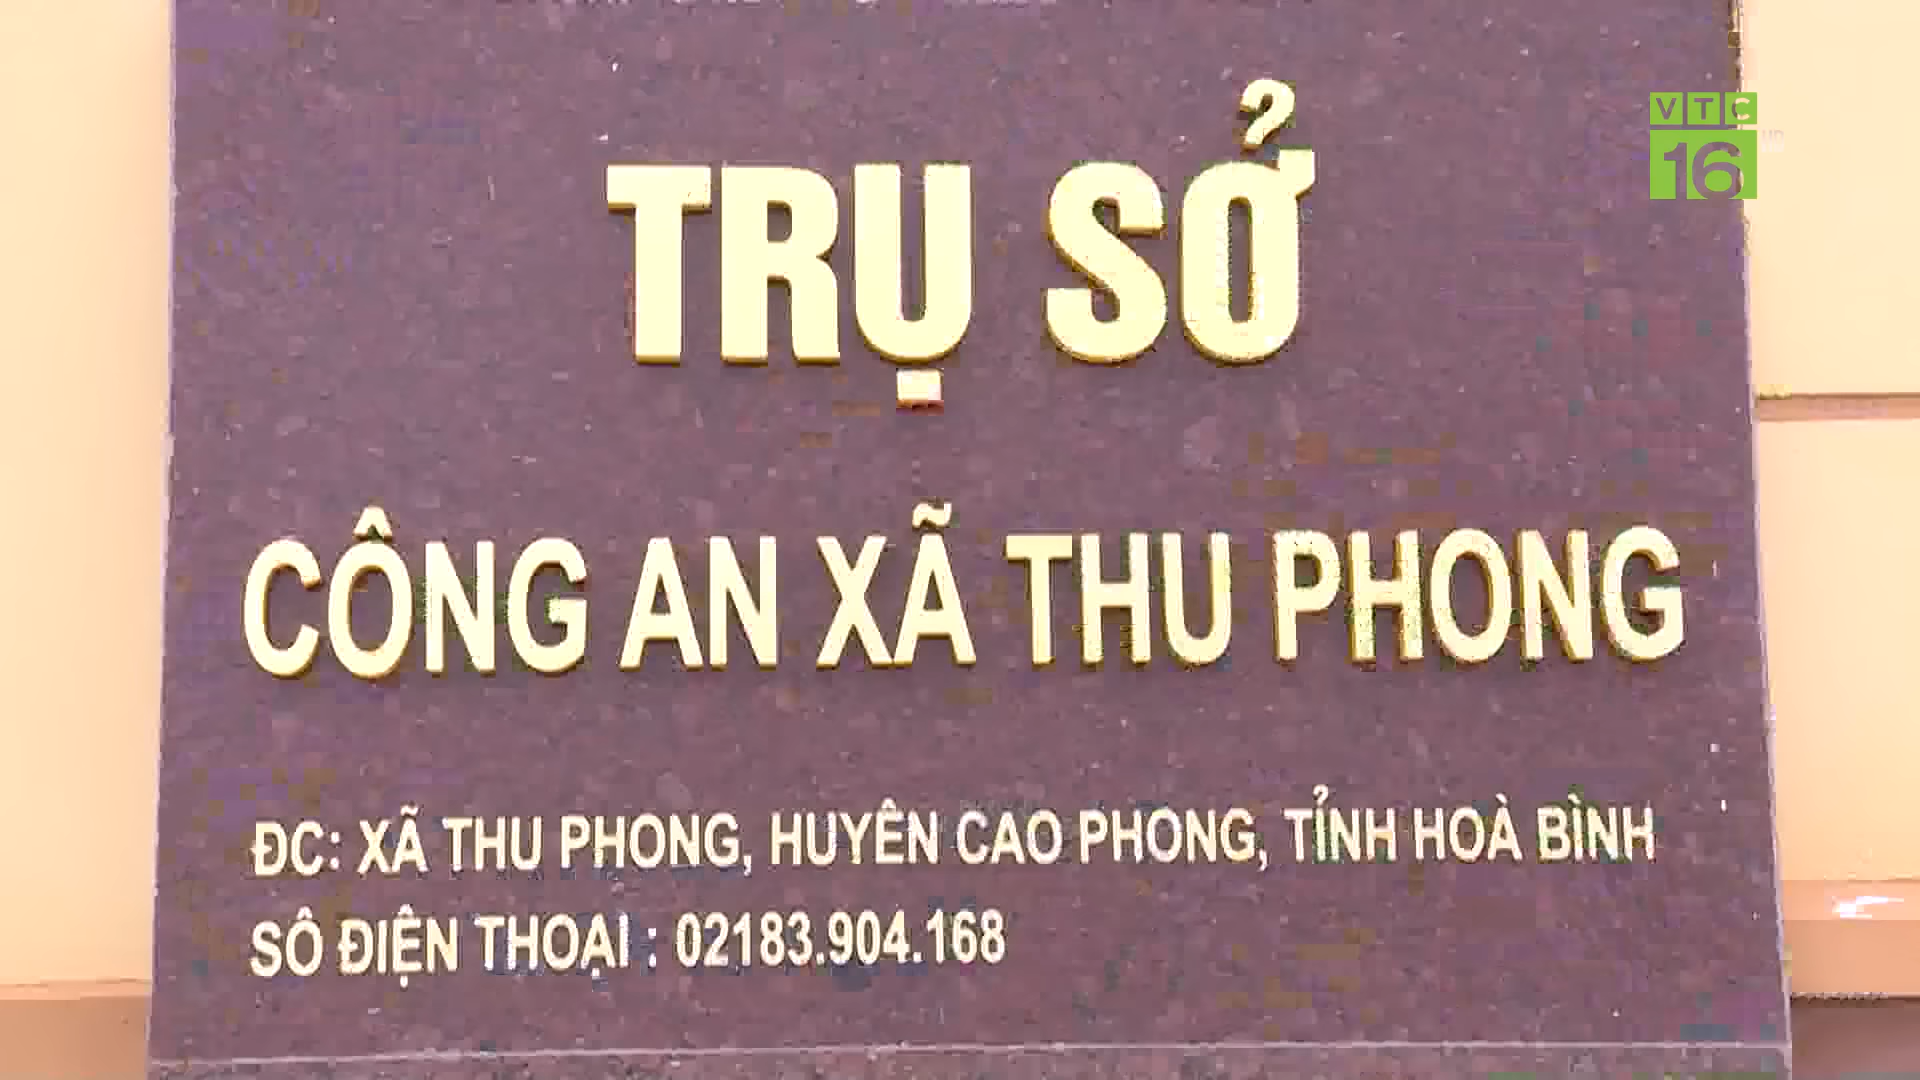 TRỤ SỞ
VTC
16
CÔNG AN XÃ THU PHONG
ĐC: XÃ THU PHONG, HUYÊN CAO PHONG, TỈNH HOÀ BÌNH
SÔ ĐIỆN THOẠI : 02183.904.168